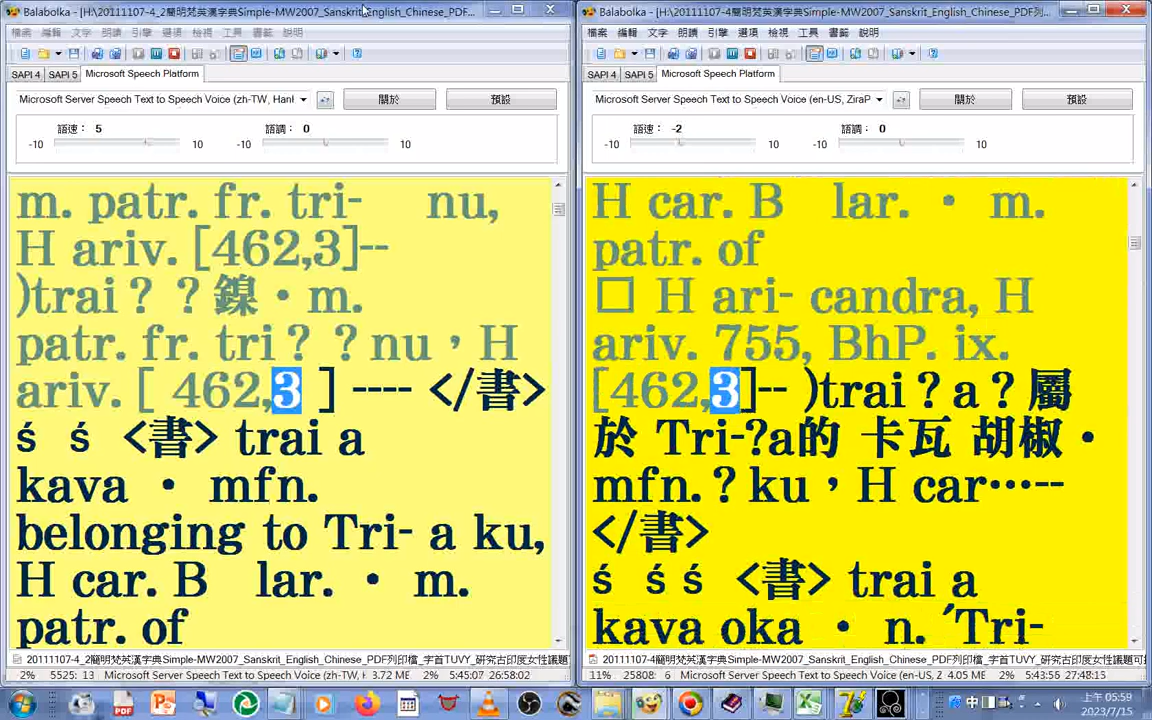 Balabolka - [H:\20111107-4_2簡明梵英漢字典Simple-MW2007_Sanskrit_English_Chinese_PDF...
檔案 編輯 文字 朗讀 引擎 選項 檢視 工具 書籤 說明
SAPI 4 SAPI 5 Microsoft Speech Platform
Microsoft Server Speech Text to Speech Voice (zh-TW, Hanl
關於 預設
語速： 5 語調： 0
-10 10 -10 10
m. patr. fr. tri- nu,
H ariv. [462,3]--
)trai？？鎳・m.
patr. fr. tri？？nu，H
ariv. [ 462,3 ] ---- </書>
ś ś <書> trai a
kava ・ mfn.
belonging to Tri- a ku,
H car. B lar. ・ m.
patr. of
20111107-4_2簡明梵英漢字典Simple-MW2007_Sanskrit_English_Chinese_PDF列印檔_字首TUVY_研究古印度女性議題
2% 5525: 13 Microsoft Server Speech Text to Speech Voice (zh-TW, H 3.72 MB 2% 5:45:07 26:58:02
Balabolka - [H:\20111107-4簡明梵英漢字典Simple-MW2007_Sanskrit_English_Chinese_PDF列...
檔案 編輯 文字 朗讀 引擎 選項 檢視 工具 書籤 說明
SAPI 4 SAPI 5 Microsoft Speech Platform
Microsoft Server Speech Text to Speech Voice (en-US, ZiraP
關於 預設
語速： -2 語調： 0
-10 10 -10 10
H car. B lar. ・ m.
patr. of
□ H ari- candra, H
ariv. 755, BhP. ix.
[462,3]-- )trai？a？屬
於 Tri-?a的 卡瓦 胡椒・
mfn.？ku，H car…--
</書>
ś ś ś <書> trai a
kava oka ・ n. ′Tri-
20111107-4簡明梵英漢字典Simple-MW2007_Sanskrit_English_Chinese_PDF列印檔_字首TUVY_研究古印度女性議題可
11% 25808: 6 Microsoft Server Speech Text to Speech Voice (en-US, Z 4.05 MB 2% 5:43:55 27:48:13
中
上午 05:59
2023/7/15